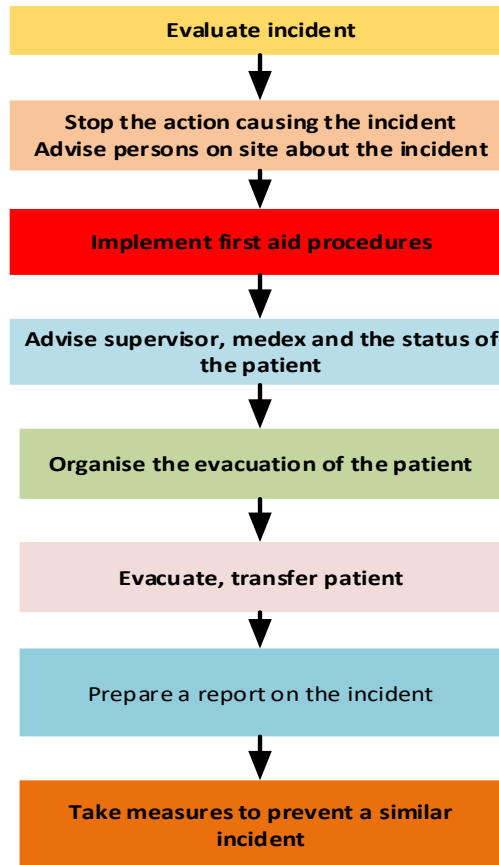 Evaluate incident
Stop the action causing the incident
Advise persons on site about the incident
Implement first aid procedures
Advise supervisor, medex and the status of
the patient
Organise the evacuation of the patient
Evacuate, transfer patient
Prepare a report on the incident
Take measures to prevent a similar
incident